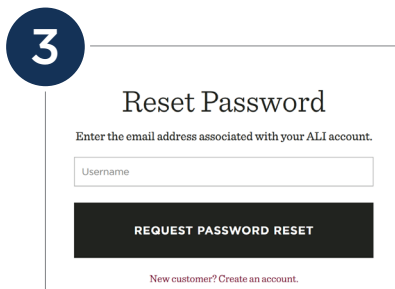 3
Reset Password
Enter the email address associated with your ALI account.
Username
REQUEST PASSWORD RESET
New customer? Create an account.